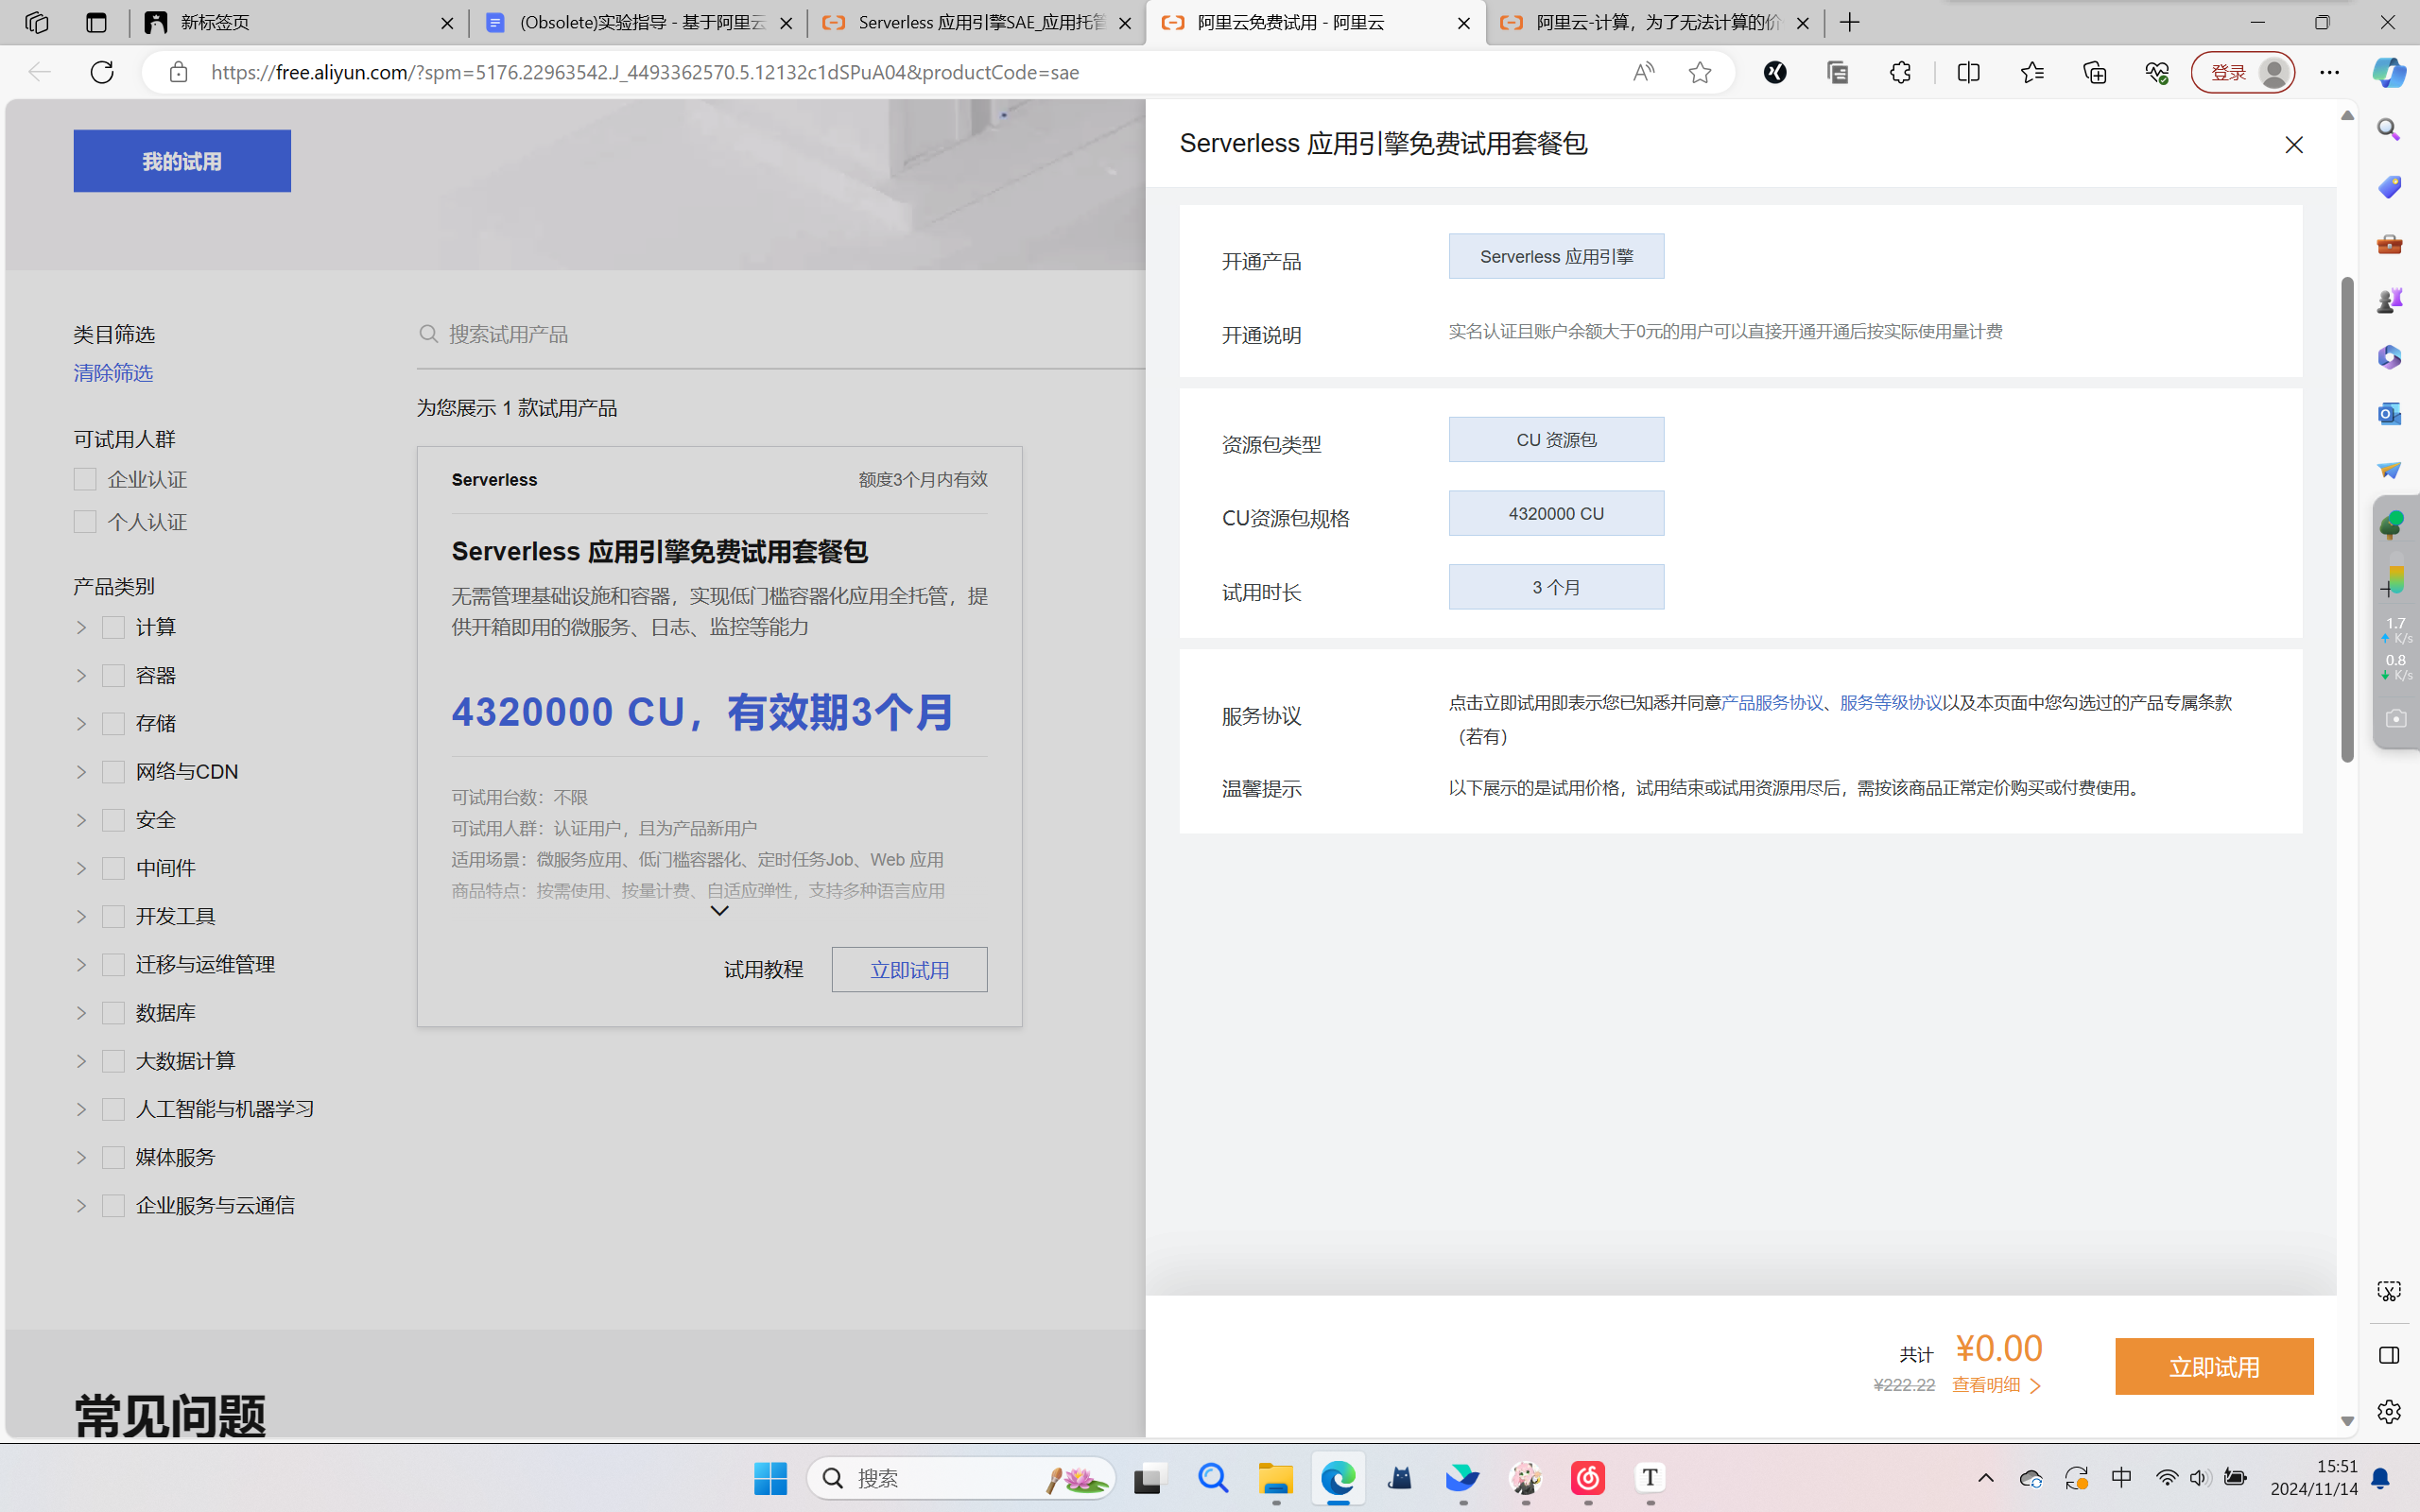 新标签页
(Obsolete)实验指导 - 基于阿里云
Serverless 应用引擎SAE_应用托管
阿里云免费试用 - 阿里云
阿里云-计算，为了无法计算的价
https://free.aliyun.com/?spm=5176.22963542.J_4493362570.5.12132c1dSPuA04&productCode=sae
登录
我的试用
类目筛选
清除筛选
可试用人群
企业认证
个人认证
产品类别
计算
容器
存储
网络与CDN
安全
中间件
开发工具
迁移与运维管理
数据库
大数据计算
人工智能与机器学习
媒体服务
企业服务与云通信
搜索试用产品
为您展示 1 款试用产品
Serverless
额度3个月内有效
Serverless 应用引擎免费试用套餐包
无需管理基础设施和容器，实现低门槛容器化应用全托管，提
供开箱即用的微服务、日志、监控等能力
4320000 CU，有效期3个月
可试用台数：不限
可试用人群：认证用户，且为产品新用户
适用场景：微服务应用、低门槛容器化、定时任务Job、Web 应用
商品特点：按需使用、按量计费、自适应弹性，支持多种语言应用
试用教程
立即试用
常见问题
Serverless 应用引擎免费试用套餐包
开通产品
Serverless 应用引擎
开通说明
实名认证且账户余额大于0元的用户可以直接开通开通后按实际使用量计费
资源包类型
CU 资源包
CU资源包规格
4320000 CU
试用时长
3 个月
服务协议
点击立即试用即表示您已知悉并同意产品服务协议、服务等级协议以及本页面中您勾选过的产品专属条款
（若有）
温馨提示
以下展示的是试用价格，试用结束或试用资源用尽后，需按该商品正常定价购买或付费使用。
共计
¥0.00
¥222.22
查看明细
立即试用
1.7
K/s
0.8
K/s
搜索
中
15:51
2024/11/14